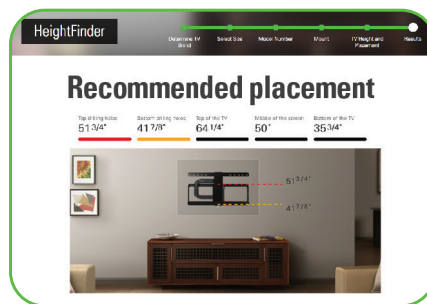 HeightFinder
Determine TV Brand
Select Size
Model Number
Mount
TV Height and Placement
Results
Recommended placement
Top drilling holes
51 3/4"
Bottom drilling holes
41 7/8"
Top of the TV
64 1/4"
Middle of the screen
50"
Bottom of the TV
35 3/4"
51 3/4"
41 7/8"